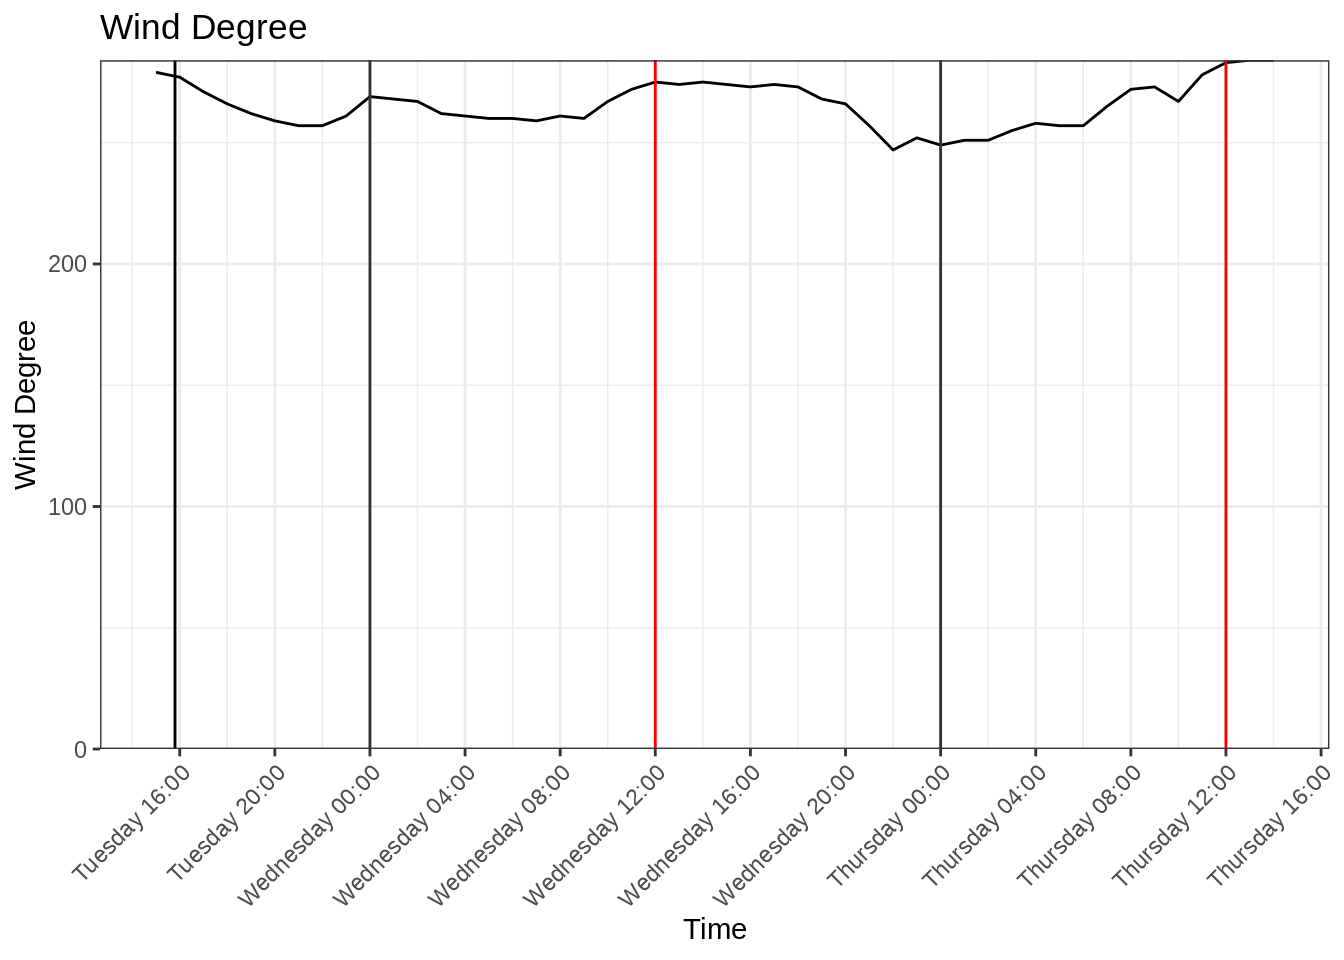 Wind Degree
Wind Degree
200
100
0
Tuesday 16:00
Tuesday 20:00
Wednesday 00:00
Wednesday 04:00
Wednesday 08:00
Wednesday 12:00
Wednesday 16:00
Wednesday 20:00
Thursday 00:00
Thursday 04:00
Thursday 08:00
Thursday 12:00
Thursday 16:00
Time